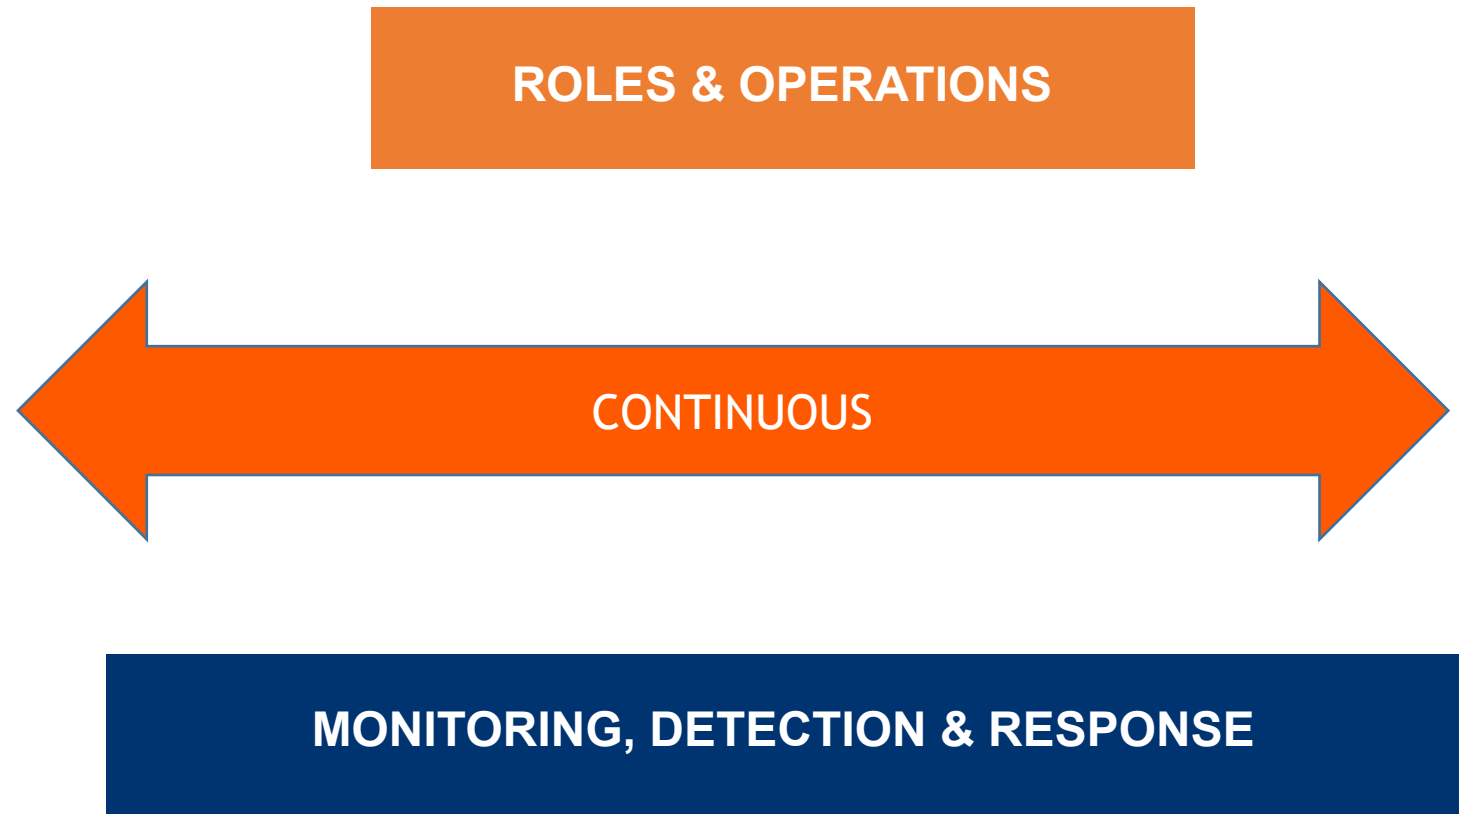 ROLES & OPERATIONS
CONTINUOUS
MONITORING, DETECTION & RESPONSE